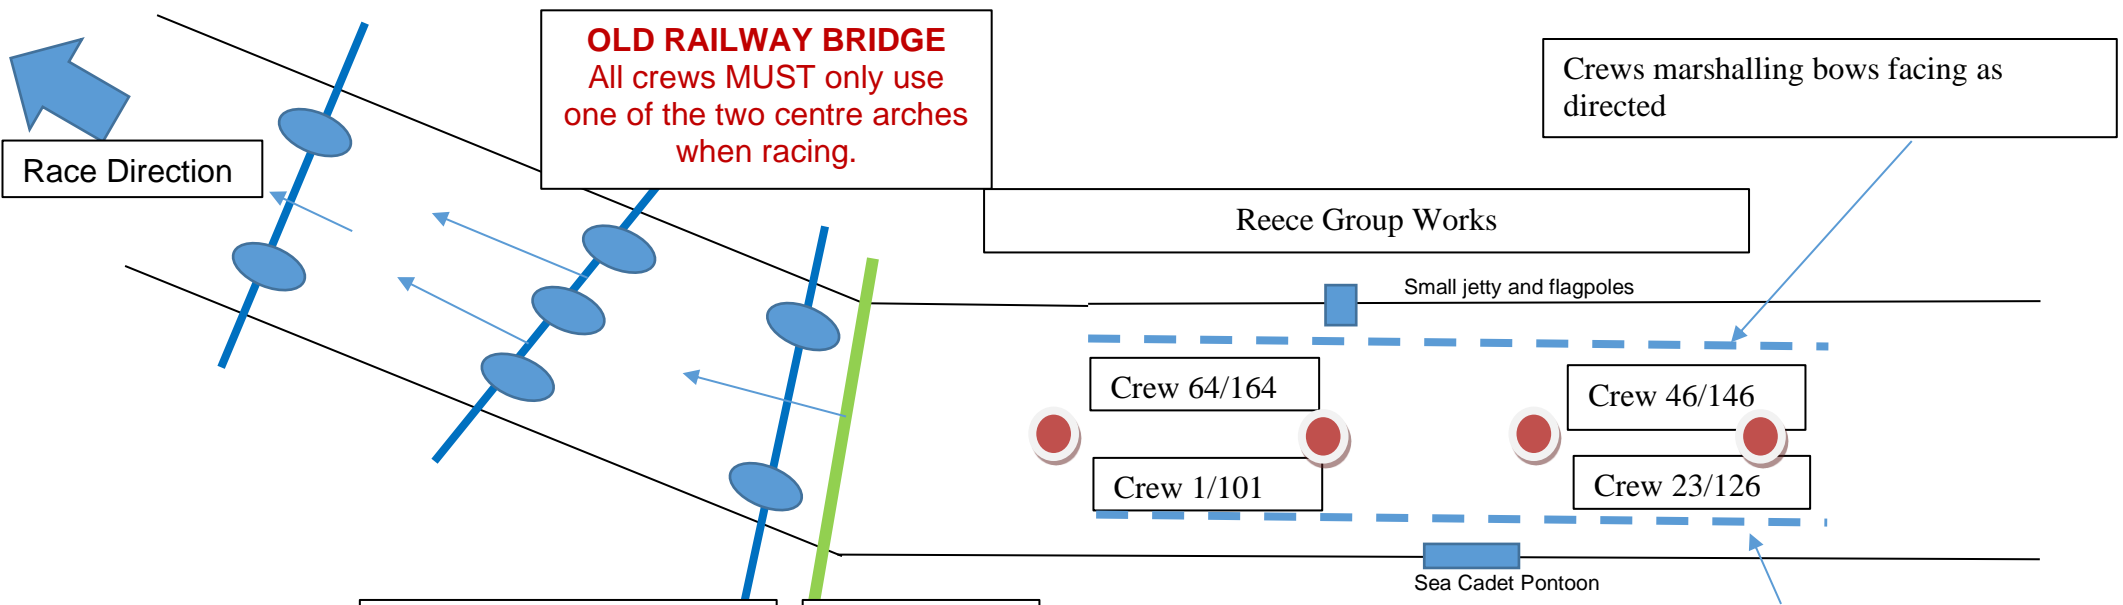 OLD RAILWAY BRIDGE
All crews MUST only use
one of the two centre arches
when racing.
Crews marshalling bows facing as
directed
Race Direction
Reece Group Works
Small jetty and flagpoles
Crew 64/164
Crew 46/146
Crew 1/101
Crew 23/126
Sea Cadet Pontoon